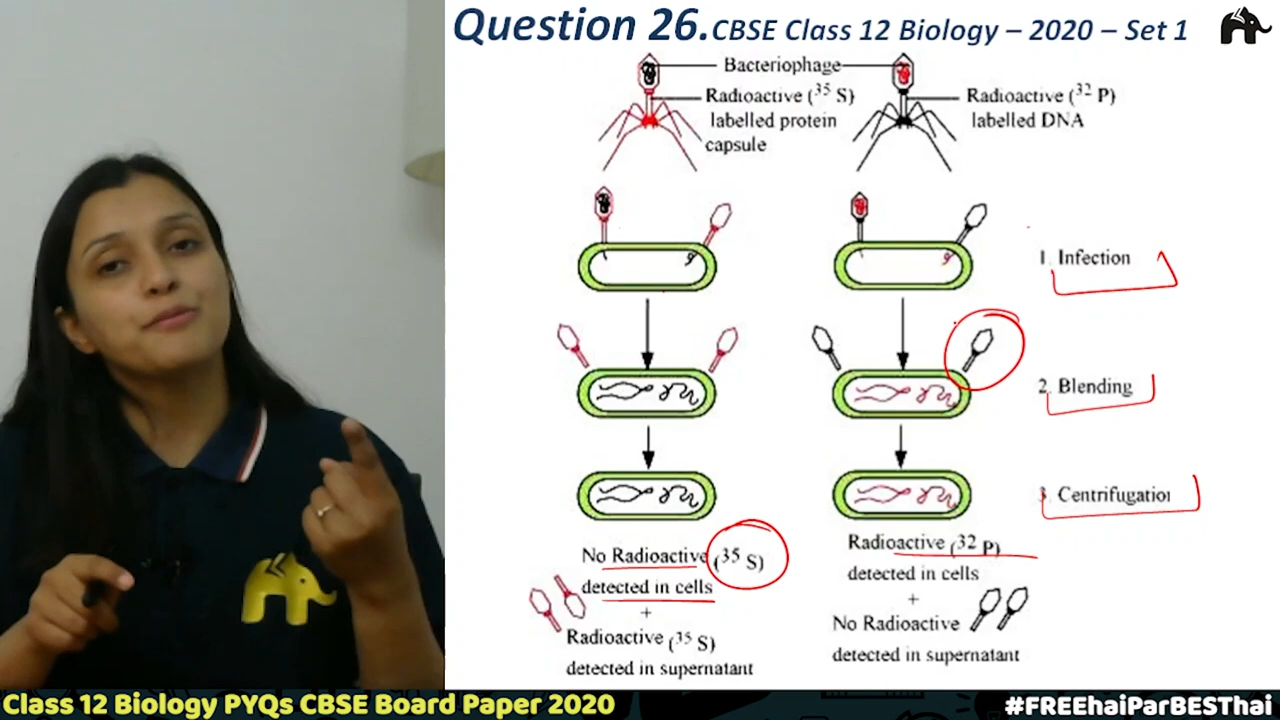 Question 26. CBSE Class 12 Biology – 2020 – Set 1
Bacteriophage
Radioactive (35 S)
labelled protein
capsule
Radioactive (32 P)
labelled DNA
1. Infection
2. Blending
3. Centrifugation
No Radioactive (35 S)
detected in cells
+
Radioactive (35 S)
detected in supernatant
Radioactive (32 P)
detected in cells
+
No Radioactive
detected in supernatant
Class 12 Biology PYQs CBSE Board Paper 2020
#FREEhaiParBESThai